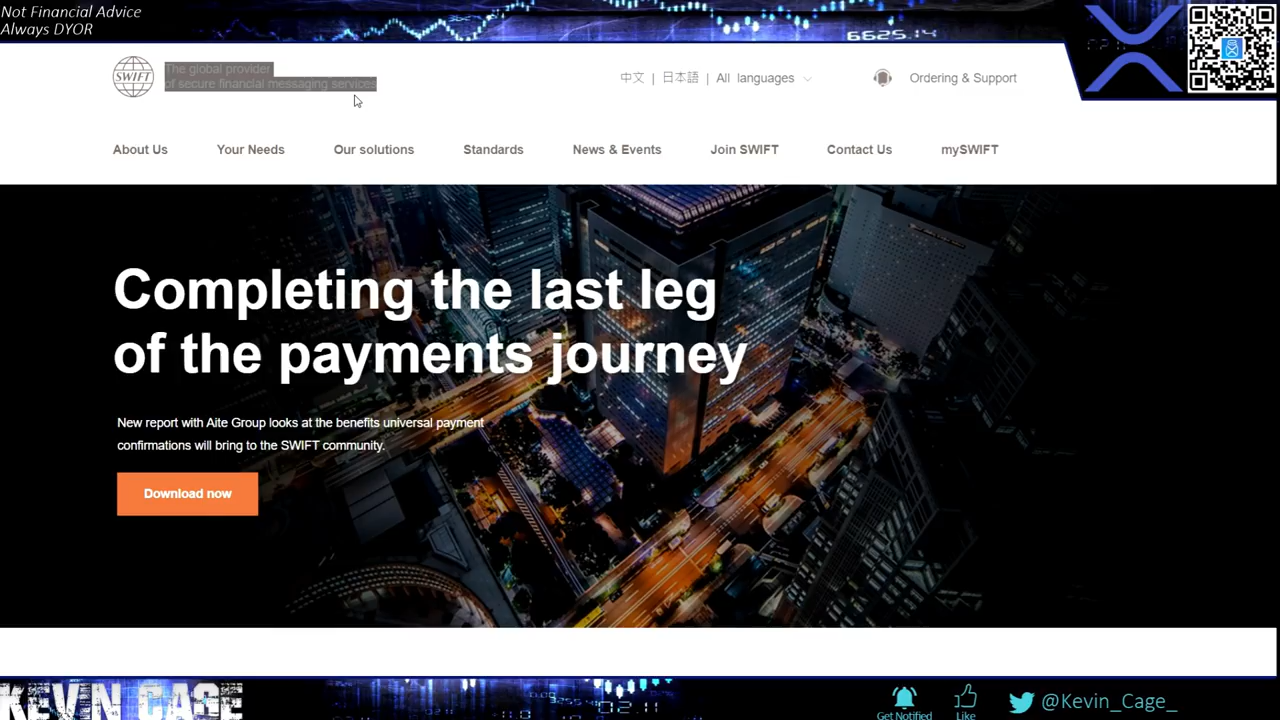 Not Financial Advice
Always DYOR
6625.14
SWIFT
The global provider
of secure financial messaging services
中文 | 日本語 | All languages
Ordering & Support
About Us
Your Needs
Our solutions
Standards
News & Events
Join SWIFT
Contact Us
mySWIFT
Completing the last leg
of the payments journey
New report with Aite Group looks at the benefits universal payment
confirmations will bring to the SWIFT community.
Download now
KEVIN CAGE
Get Notified
Like
@Kevin_Cage_